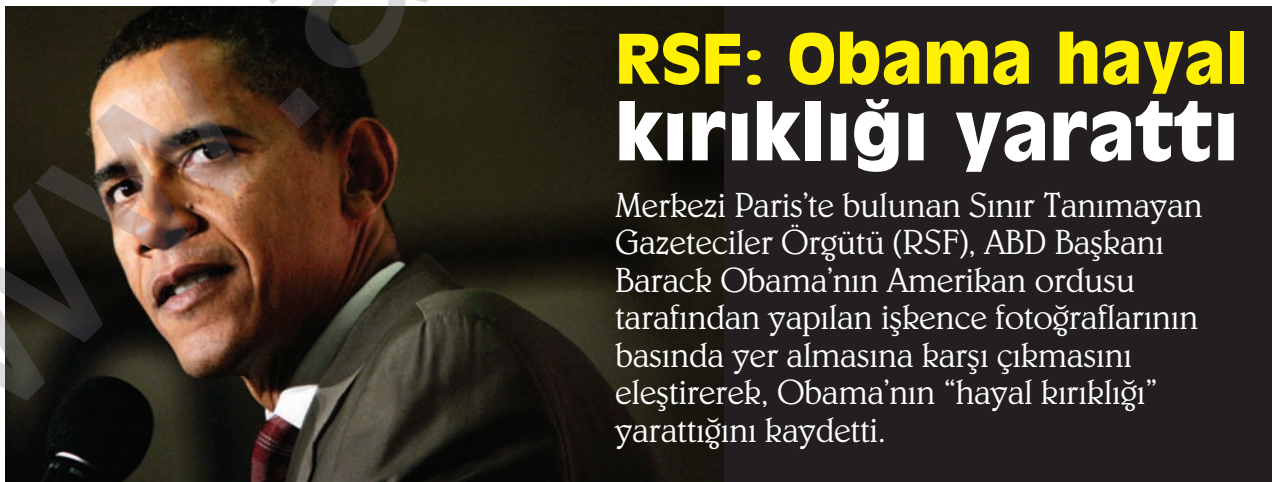 RSF: Obama hayal
kırıklığı yarattı
Merkezi Paris’te bulunan Sınır Tanımayan
Gazeteciler Örgütü (RSF), ABD Başkanı
Barack Obama’nın Amerikan ordusu
tarafından yapılan işkence fotoğraflarının
basında yer almasına karşı çıkmasını
eleştirerek, Obama’nın “hayal kırıklığı”
yarattığını kaydetti.